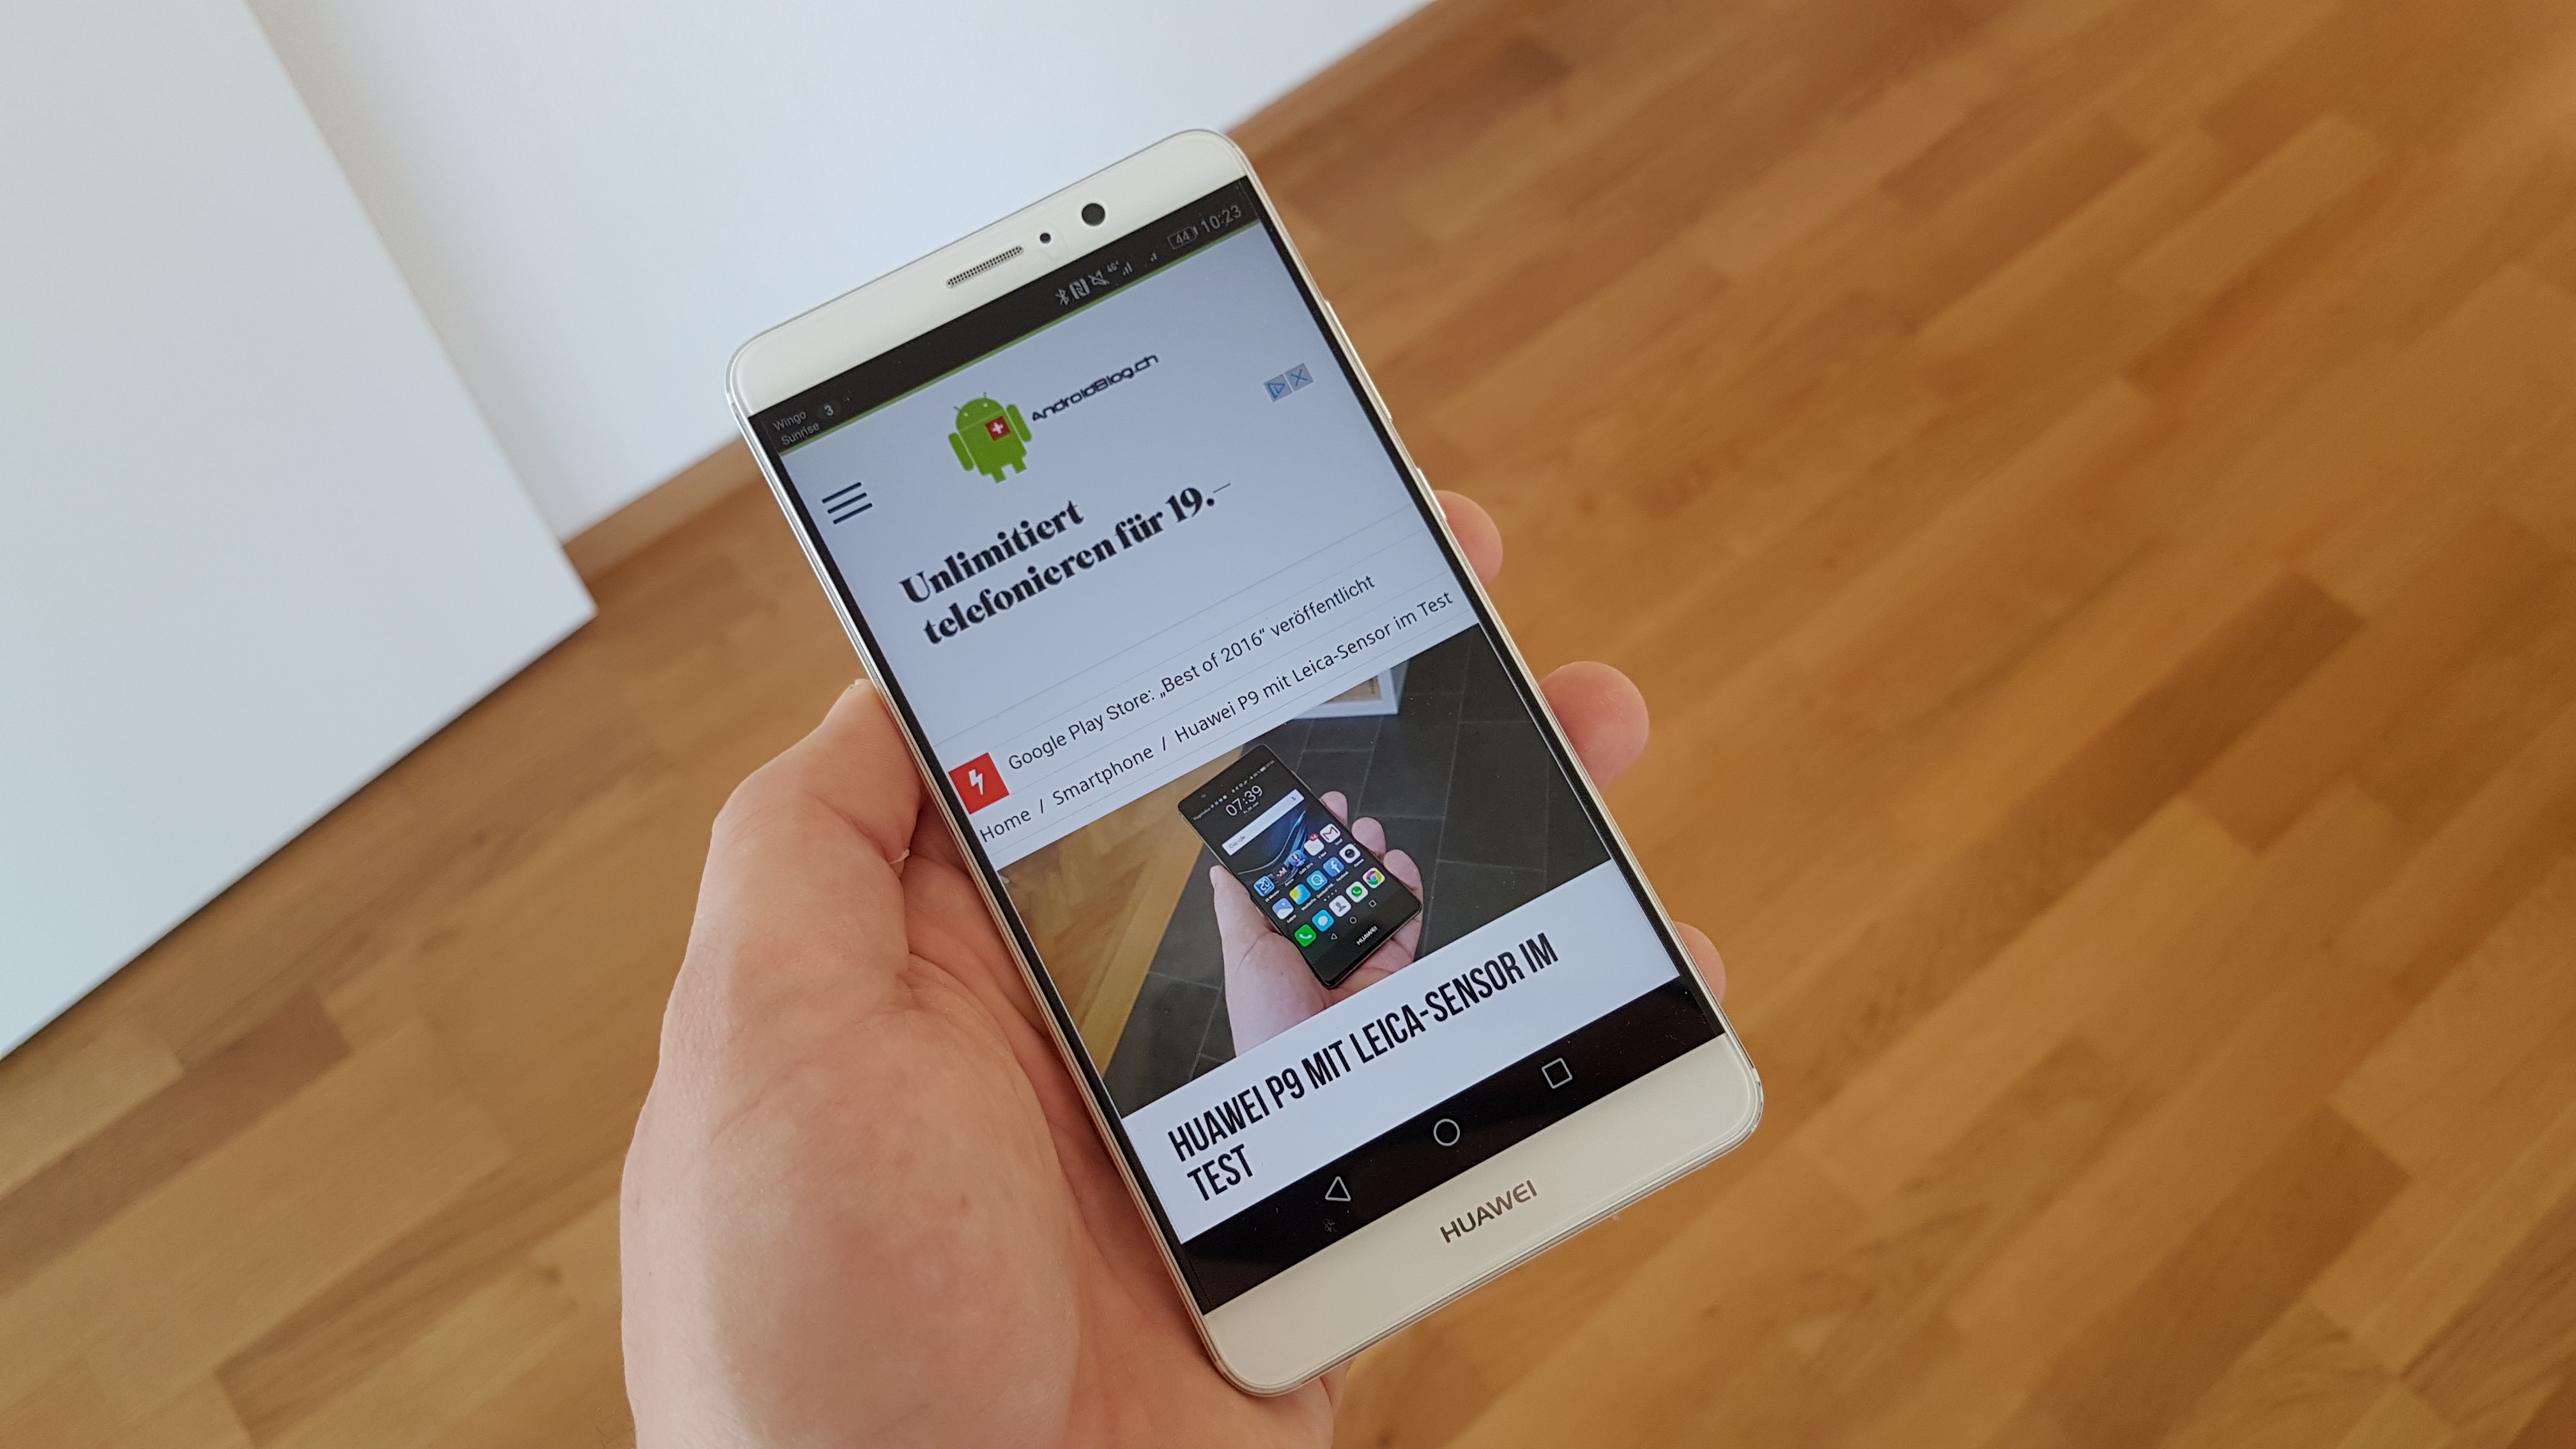 Wingo
Sunrise
3
4G+
44
10:23
AndroidBlog.ch
Unlimitiert
telefonieren für 19.–
Google Play Store: „Best of 2016“ veröffentlicht
Home / Smartphone / Huawei P9 mit Leica-Sensor im Test
07:39
HUAWEI
HUAWEI P9 MIT LEICA-SENSOR IM
TEST
HUAWEI